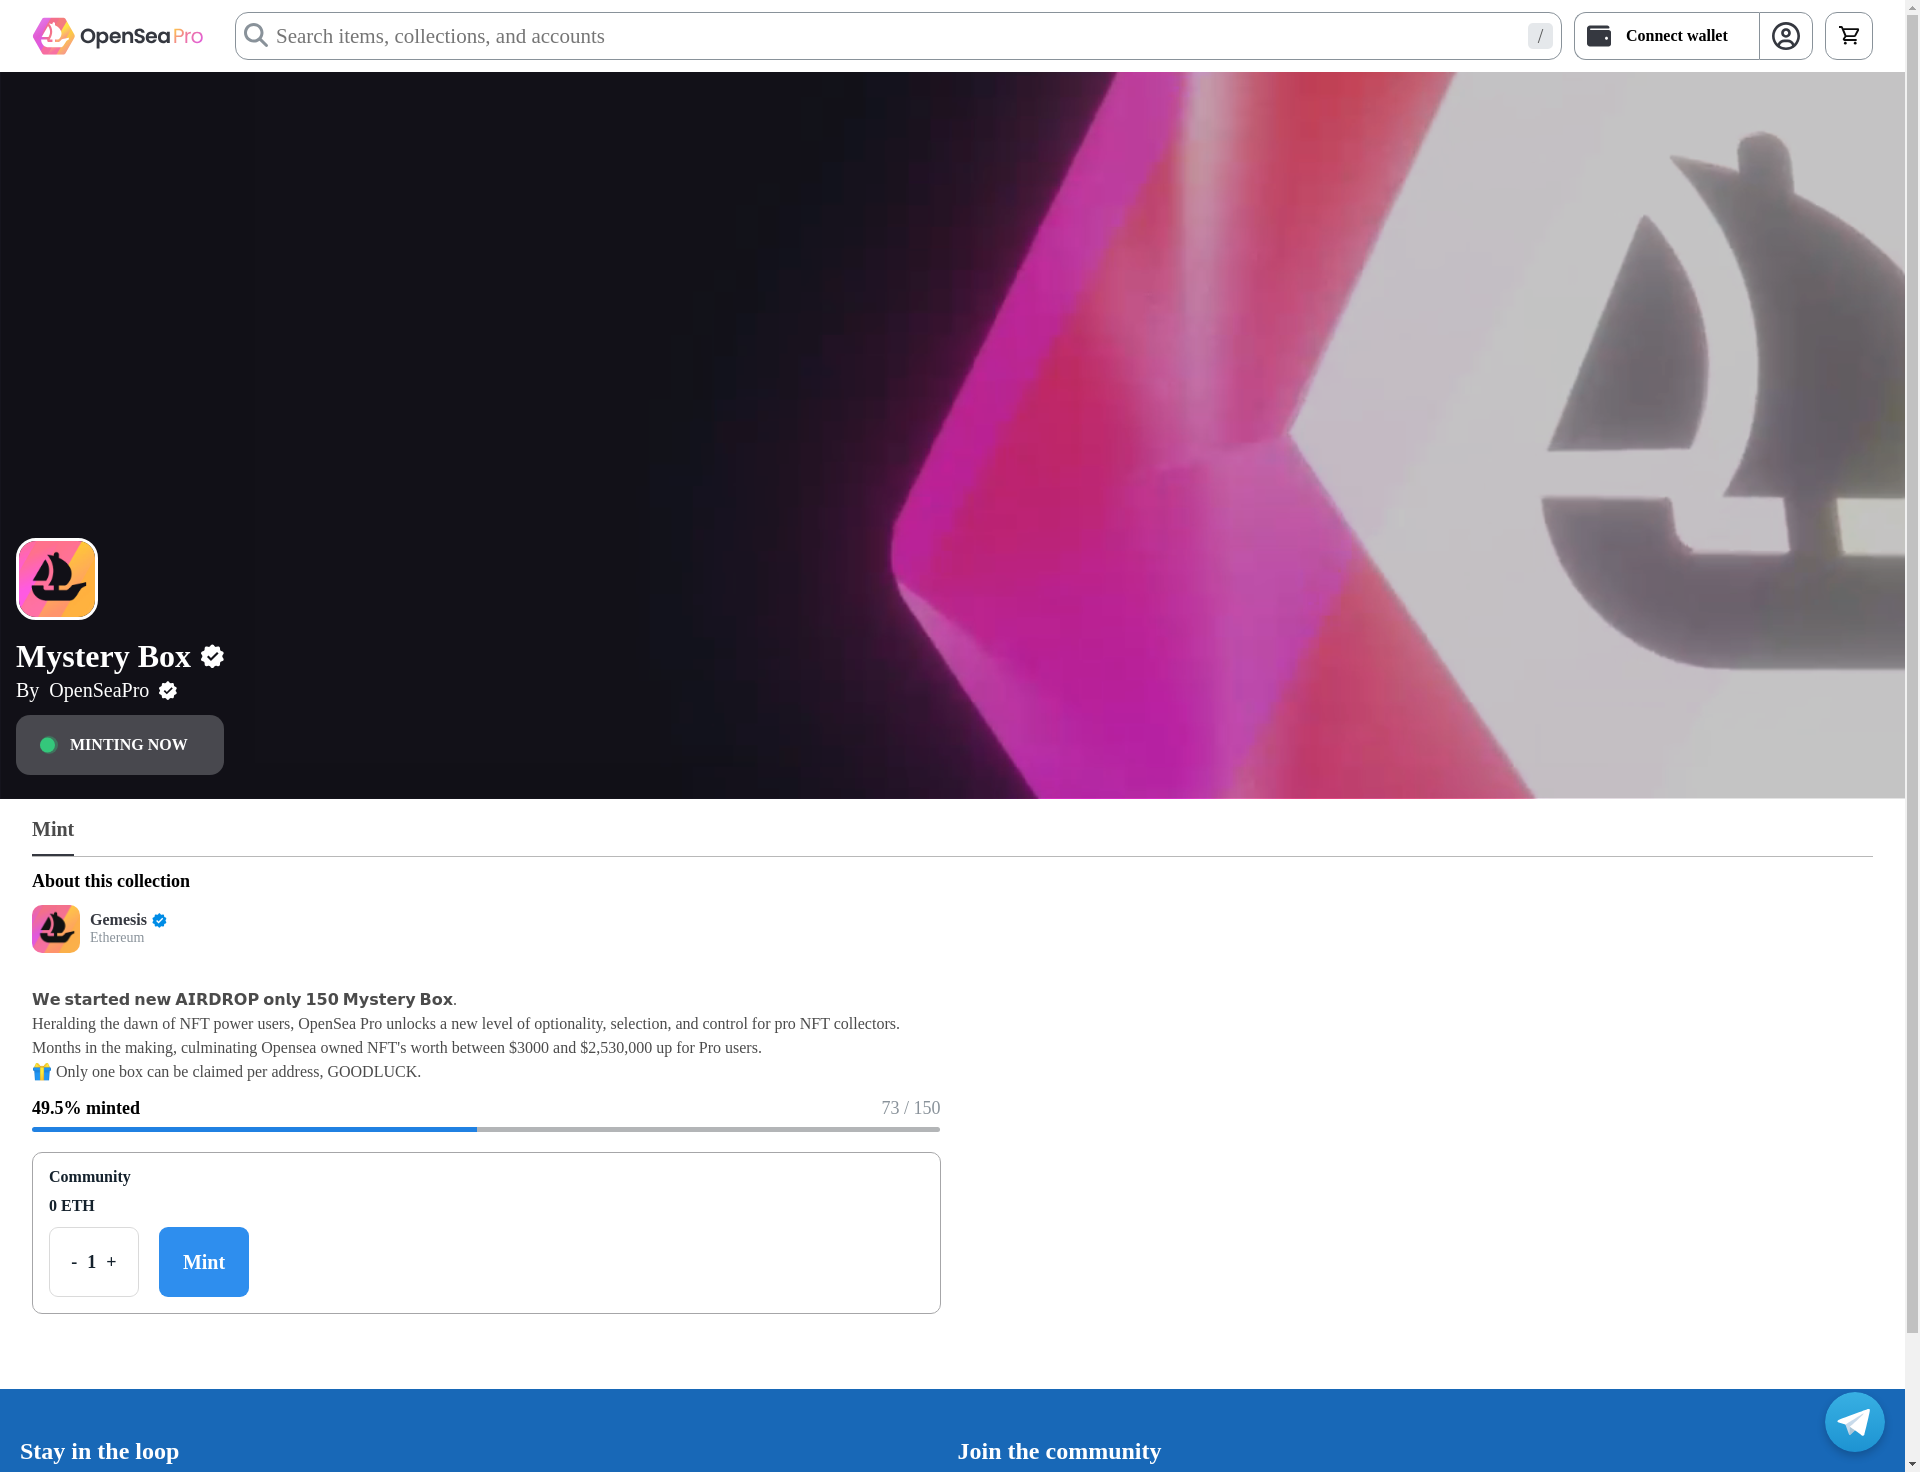 OpenSea Pro
Search items, collections, and accounts
/
Connect wallet
Mystery Box
By OpenSeaPro
MINTING NOW
Mint
About this collection
Gemesis
Ethereum
We started new AIRDROP only 150 Mystery Box.
Heralding the dawn of NFT power users, OpenSea Pro unlocks a new level of optionality, selection, and control for pro NFT collectors.
Months in the making, culminating Opensea owned NFT's worth between $3000 and $2,530,000 up for Pro users.
🎁 Only one box can be claimed per address, GOODLUCK.
49.5% minted 73 / 150
Community
0 ETH
- 1 + Mint
Stay in the loop
Join the community